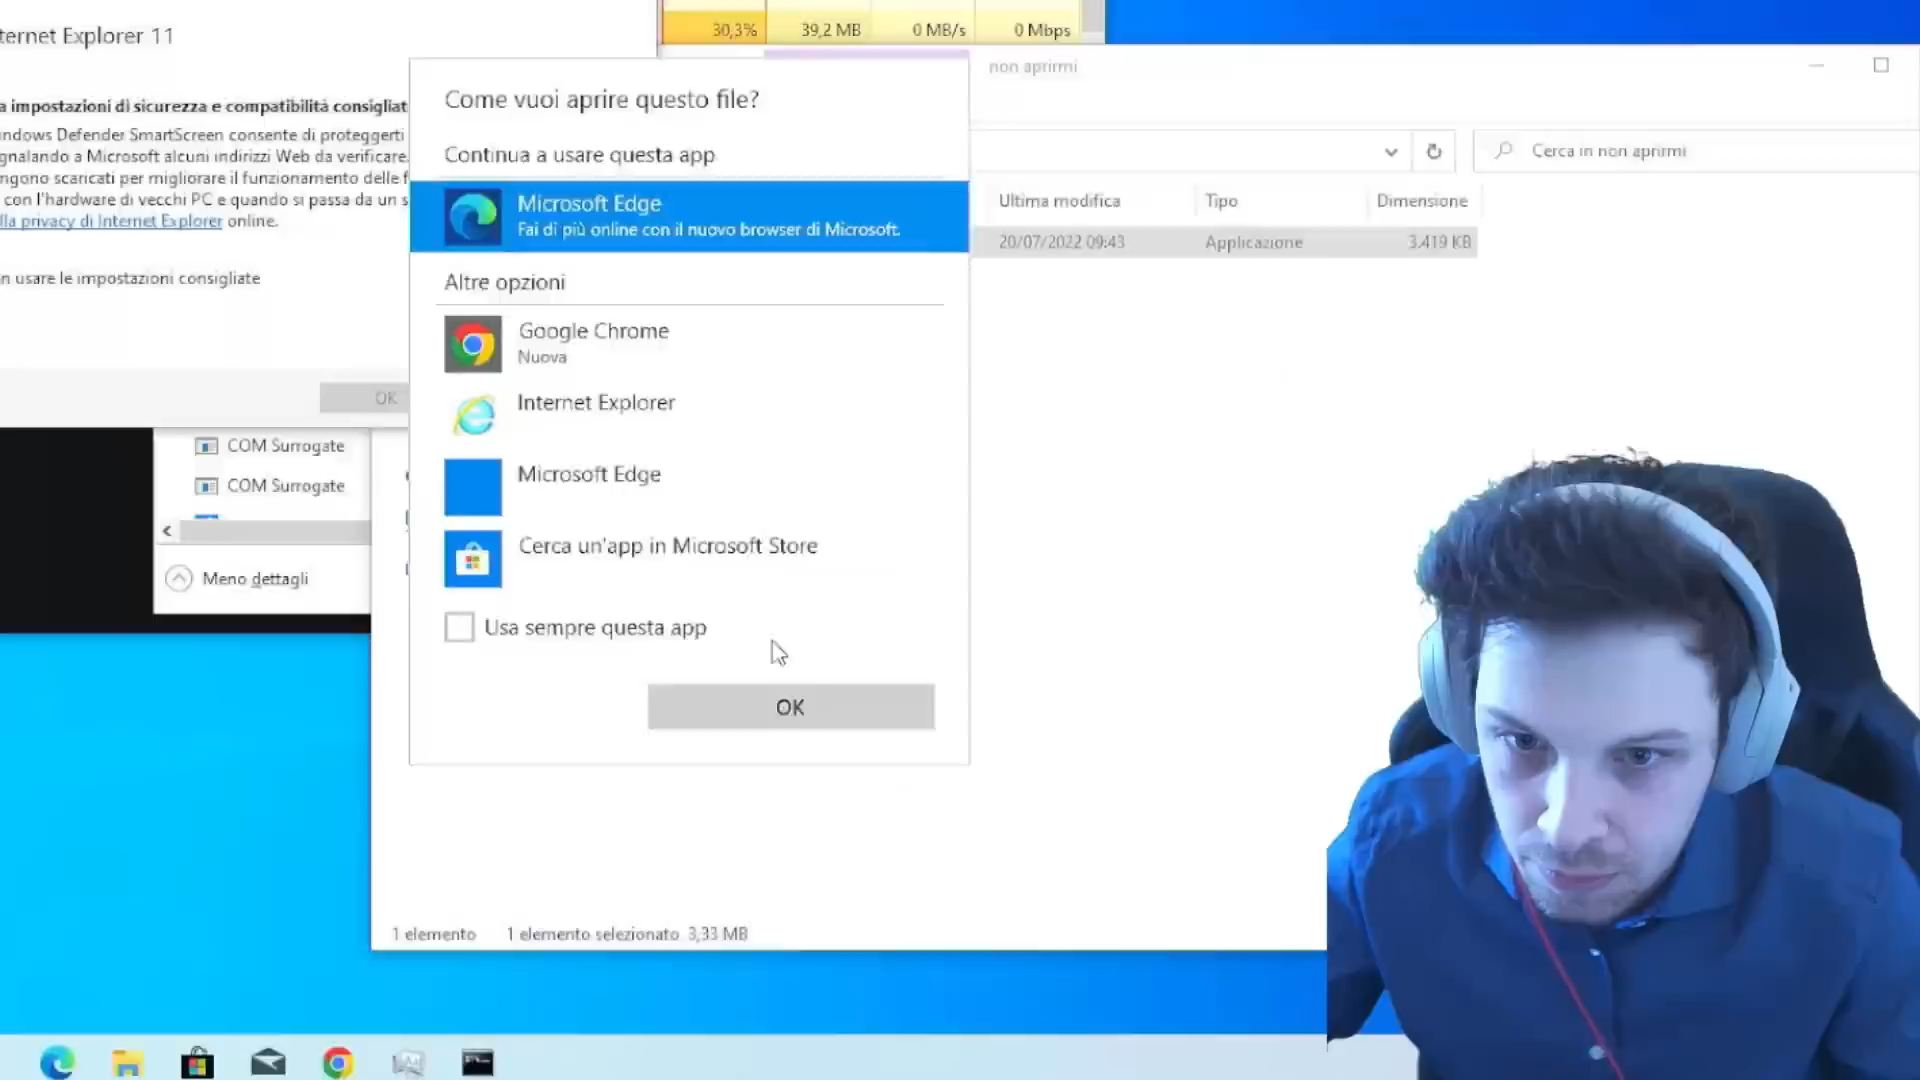 ternet Explorer 11
a impostazioni di sicurezza e compatibilità consigliat
indows Defender SmartScreen consente di proteggerti
gnalando a Microsoft alcuni indirizzi Web da verificare.
ngono scaricati per migliorare il funzionamento delle f
con l'hardware di vecchi PC e quando si passa da un s
lla privacy di Internet Explorer online.
n usare le impostazioni consigliate
OK
COM Surrogate
COM Surrogate
Meno dettagli
30,3% 39,2 MB 0 MB/s 0 Mbps
Come vuoi aprire questo file?
Continua a usare questa app
Microsoft Edge
Fai di più online con il nuovo browser di Microsoft.
Altre opzioni
Google Chrome
Nuova
Internet Explorer
Microsoft Edge
Cerca un'app in Microsoft Store
Usa sempre questa app
OK
non aprirmi
Cerca in non aprirmi
Ultima modifica Tipo Dimensione
20/07/2022 09:43 Applicazione 3.419 KB
1 elemento 1 elemento selezionato 3,33 MB